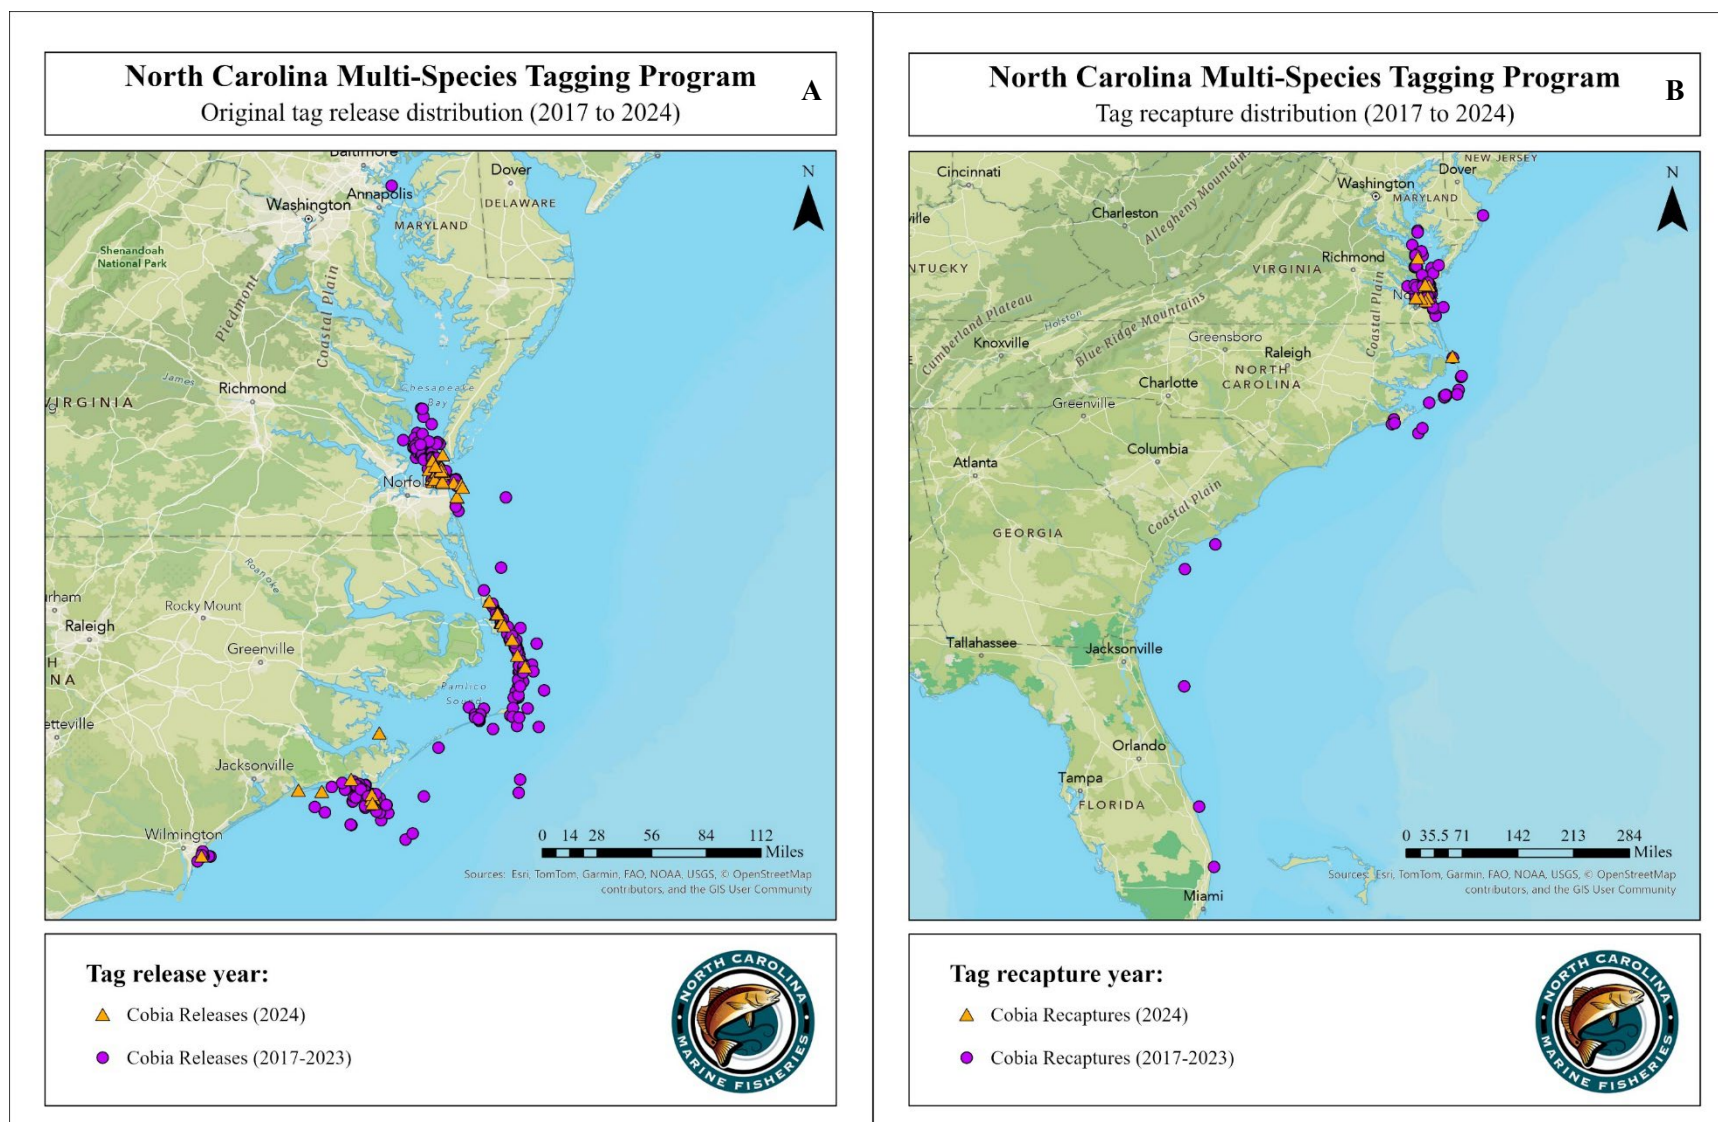 North Carolina Multi-Species Tagging Program
A
Original tag release distribution (2017 to 2024)
Baltimore
Dover
N
Annapolis
Washington
DELAWARE
MARYLAND
Shenandoah
National Park
Piedmont
Coastal Plain
Chesapeake
Bay
James
Richmond
VIRGINIA
Norfol
Roanoke
rham
Rocky Mount
Raleigh
Greenville
H
NA
Pamlico
Sound
etteville
Jacksonville
Wilmington
0 14 28 56 84 112
Miles
Sources: Esri, TomTom, Garmin, FAO, NOAA, USGS, © OpenStreetMap
contributors, and the GIS User Community
Tag release year:
Cobia Releases (2024)
Cobia Releases (2017-2023)
NORTH CAROLINA
MARINE FISHERIES
North Carolina Multi-Species Tagging Program
B
Tag recapture distribution (2017 to 2024)
NEW JERSEY
Cincinnati
Dover
N
Washington
MARYLAND
ville
Charleston
Allegheny Mountain
Richmond
NTUCKY
VIRGINIA
No
Coastal Plain
Cumberland Plateau
Holston
Blue Ridge Mountains
Knoxville
Greensboro
Raleigh
NORTH
CAROLINA
Charlotte
Greenville
Columbia
Atlanta
Coastal Plain
GEORGIA
Tallahassee
Jacksonville
Orlando
Tampa
FLORIDA
Miami
0 35.5 71 142 213 284
Miles
Sources: Esri, TomTom, Garmin, FAO, NOAA, USGS, © OpenStreetMap
contributors, and the GIS User Community
Tag recapture year:
Cobia Recaptures (2024)
Cobia Recaptures (2017-2023)
NORTH CAROLINA
MARINE FISHERIES